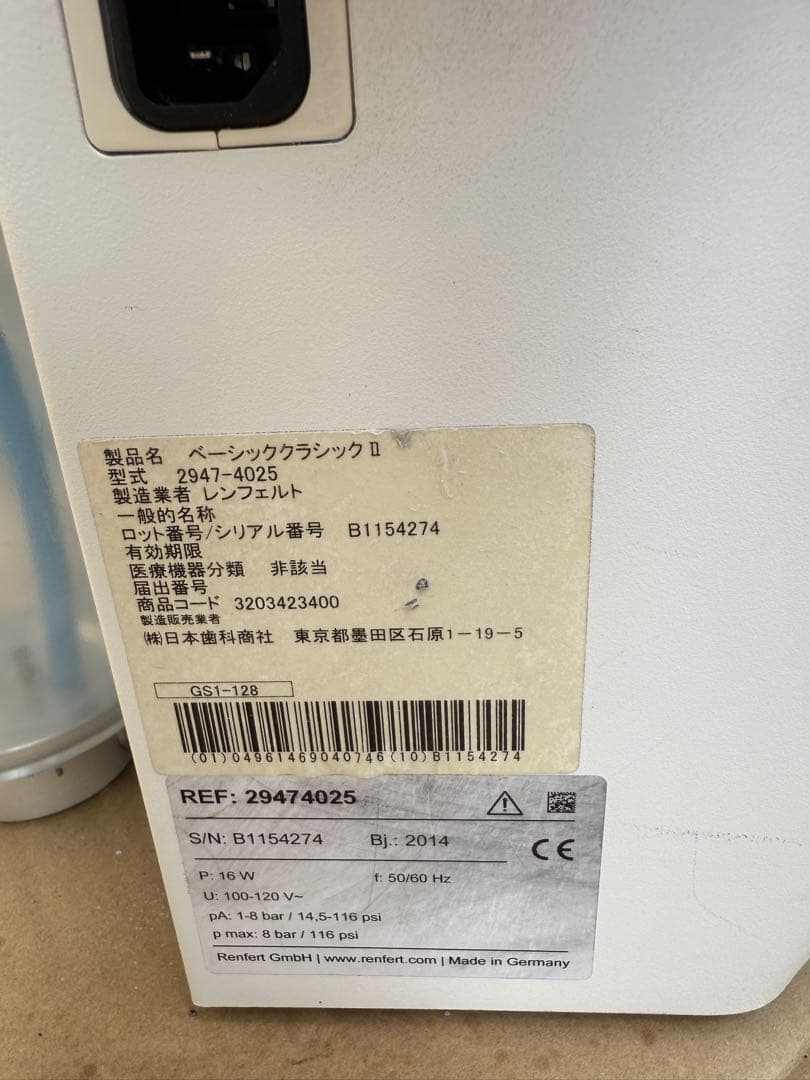 製品名 ベーシッククラシックⅡ
型式 2947-4025
製造業者 レンフェルト
一般的名称
ロット番号/シリアル番号 B1154274
有効期限
医療機器分類 非該当
届出番号
商品コード 3203423400
製造販売業者
㈱日本歯科商社 東京都墨田区石原1-19-5
GS1-128
(01)04961469040746(10)B1154274
REF: 29474025
S/N: B1154274 Bj.: 2014
CE
P: 16 W f: 50/60 Hz
U: 100-120 V~
pA: 1-8 bar / 14,5-116 psi
p max: 8 bar / 116 psi
Renfert GmbH | www.renfert.com | Made in Germany